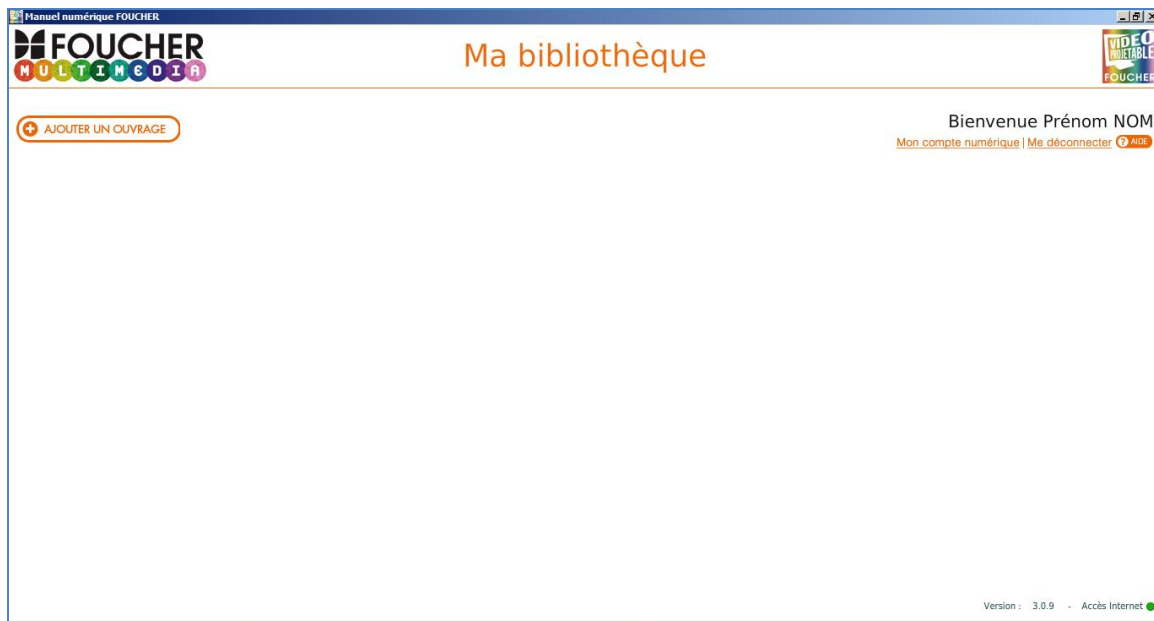 Manuel numérique FOUCHER
FOUCHER
MULTIMEDIA
Ma bibliothèque
VIDEO
PROJETABLE
FOUCHER
AJOUTER UN OUVRAGE
Bienvenue Prénom NOM
Mon compte numérique | Me déconnecter ? AIDE
Version : 3.0.9 - Accès Internet